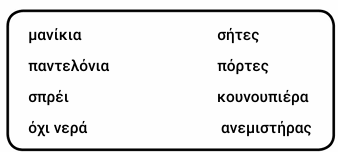 μανίκια
παντελόνια
σπρέι
όχι νερά
σήτες
πόρτες
κουνουπιέρα
ανεμιστήρας